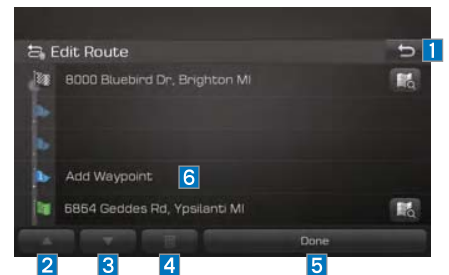 Edit Route
1
8000 Bluebird Dr, Brighton MI
Add Waypoint 6
6864 Geddes Rd, Ypsilanti MI
Done
2 3 4 5